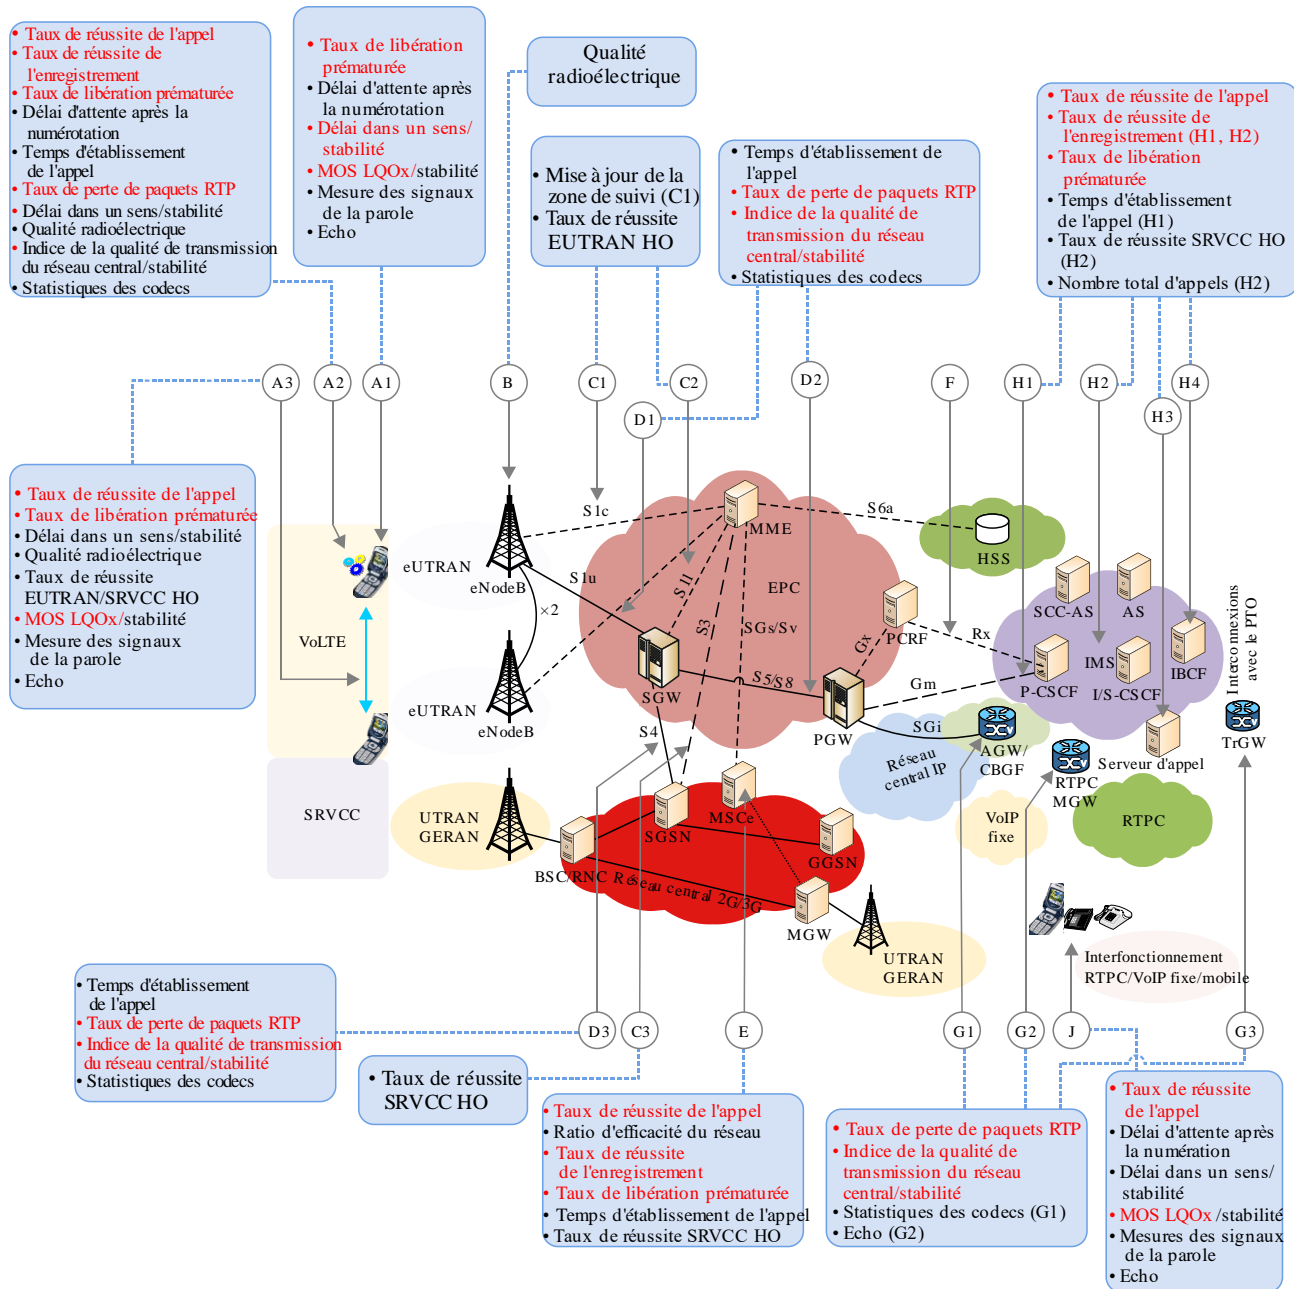 • Taux de réussite de l'appel
• Taux de réussite de
l'enregistrement
• Taux de libération prématurée
• Délai d'attente après la
numérotation
• Temps d'établissement
de l'appel
• Taux de perte de paquets RTP
• Délai dans un sens/stabilité
• Qualité radioélectrique
• Indice de la qualité de transmission
du réseau central/stabilité
• Statistiques des codecs
• Taux de libération
prématurée
• Délai d'attente après
la numérotation
• Délai dans un sens/
stabilité
• MOS LQOx/stabilité
• Mesure des signaux
de la parole
• Echo
Qualité
radioélectrique
• Mise à jour de la
zone de suivi (C1)
• Taux de réussite
EUTRAN HO
• Temps d'établissement de
l'appel
• Taux de perte de paquets RTP
• Indice de la qualité de
transmission du réseau
central/stabilité
• Statistiques des codecs
• Taux de réussite de l'appel
• Taux de réussite de
l'enregistrement (H1, H2)
• Taux de libération
prématurée
• Temps d'établissement
de l'appel (H1)
• Taux de réussite SRVCC HO
(H2)
• Nombre total d'appels (H2)
A3
A2
A1
B
C1
C2
D2
F
H1
H2
H4
D1
H3
• Taux de réussite de l'appel
• Taux de libération prématurée
• Délai dans un sens/stabilité
• Qualité radioélectrique
• Taux de réussite
EUTRAN/SRVCC HO
• MOS LQOx/stabilité
• Mesure des signaux
de la parole
• Echo
VoLTE
SRVCC
eUTRAN
eNodeB
×2
eUTRAN
eNodeB
UTRAN
GERAN
S1c
S1u
S11
S3
SGs/Sv
S6a
MME
EPC
HSS
SGW
S5/S8
PGW
PCRF
Gx
Rx
Gm
SGi
S4
SCC-AS
AS
IMS
P-CSCF
I/S-CSCF
IBCF
Interconnexions
avec le PTO
TrGW
Serveur d'appel
AGW/
CBGF
Réseau
central IP
RTPC
MGW
VoIP
fixe
RTPC
BSC/RNC
SGSN
MSCe
GGSN
Réseau central 2G/3G
MGW
UTRAN
GERAN
Interfonctionnement
RTPC/VoIP fixe/mobile
D3
C3
E
G1
G2
J
G3
• Temps d'établissement
de l'appel
• Taux de perte de paquets RTP
• Indice de la qualité de transmission
du réseau central/stabilité
• Statistiques des codecs
• Taux de réussite
SRVCC HO
• Taux de réussite de l'appel
• Ratio d'efficacité du réseau
• Taux de réussite
de l'enregistrement
• Taux de libération prématurée
• Temps d'établissement de l'appel
• Taux de réussite SRVCC HO
• Taux de perte de paquets RTP
• Indice de la qualité de
transmission du réseau
central/stabilité
• Statistiques des codecs (G1)
• Echo (G2)
• Taux de réussite
de l'appel
• Délai d'attente après
la numération
• Délai dans un sens/
stabilité
• MOS LQOx /stabilité
• Mesures des signaux
de la parole
• Echo